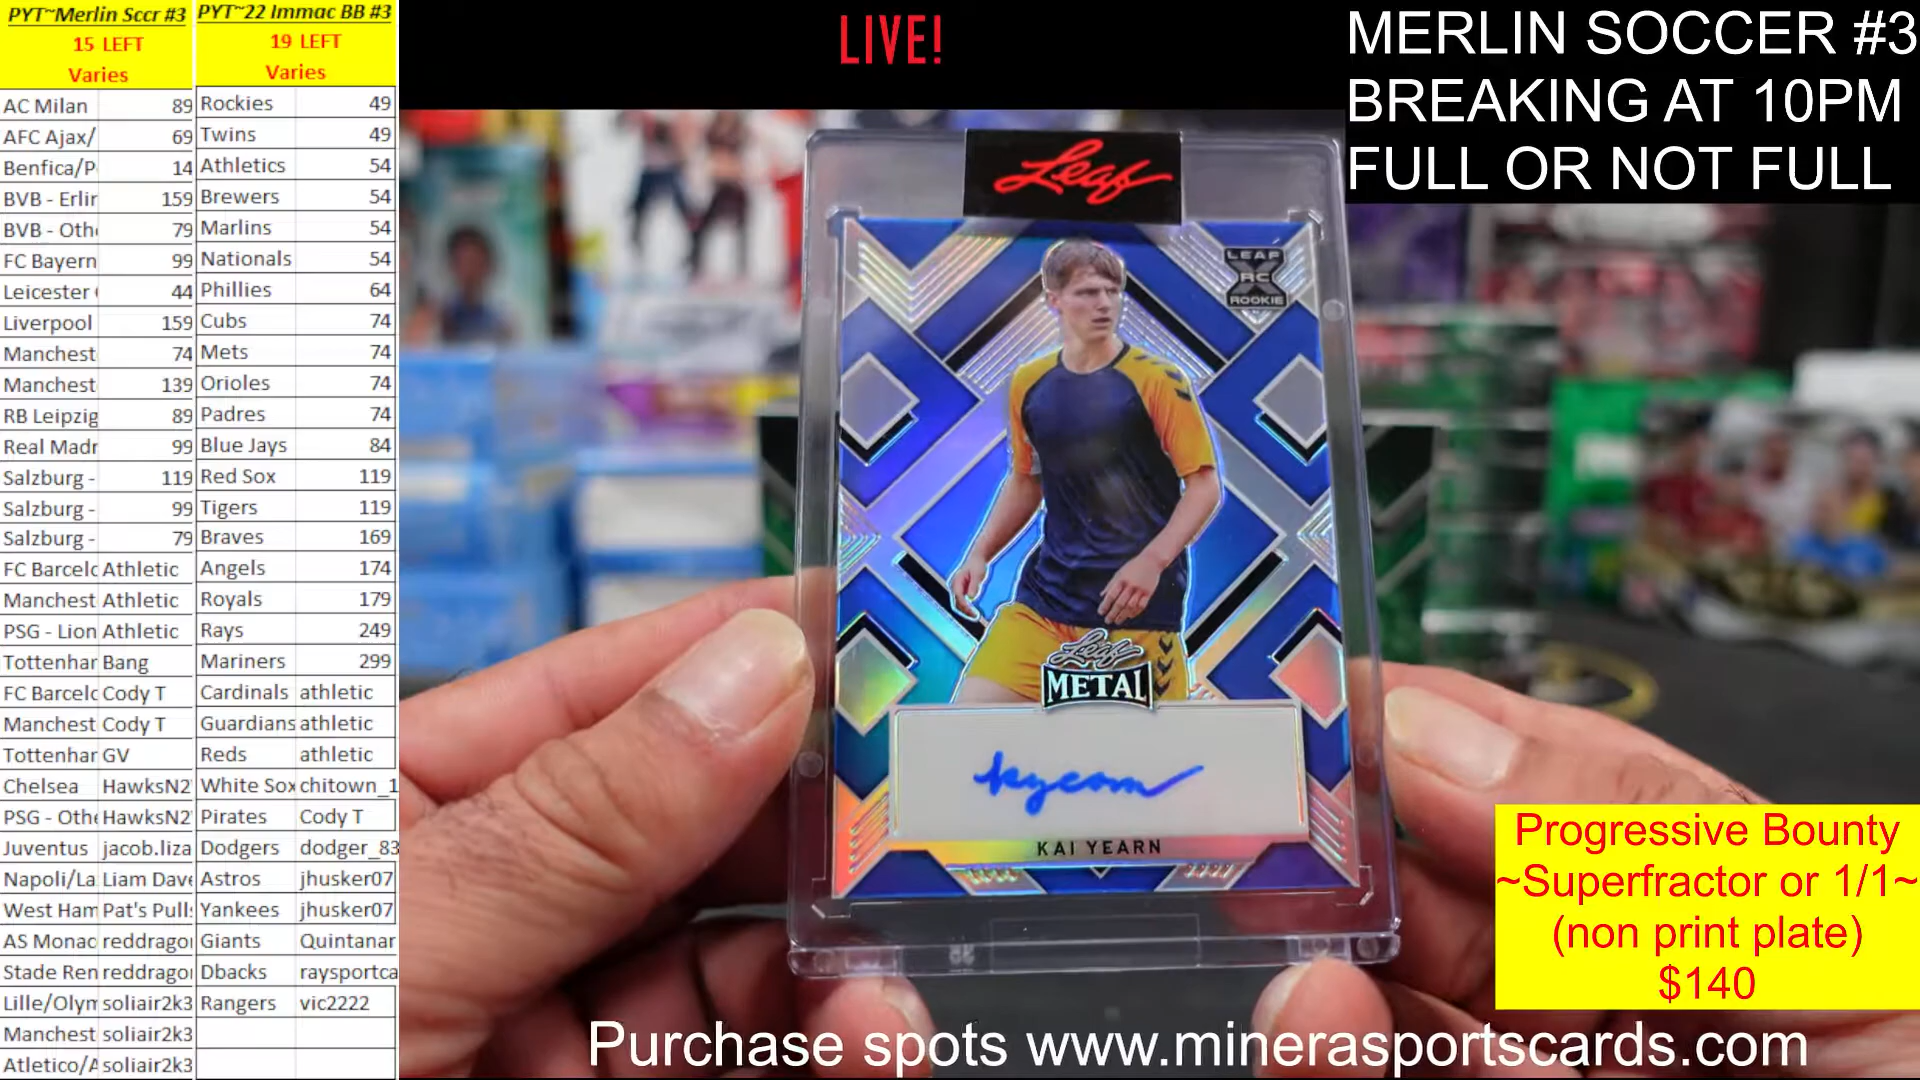 PYT~Merlin Sccr #3
15 LEFT
Varies
AC Milan 89
AFC Ajax/ 69
Benfica/P 14
BVB - Erlin 159
BVB - Oth 79
FC Bayern 99
Leicester 44
Liverpool 159
Manchest 74
Manchest 139
RB Leipzig 89
Real Madr 99
Salzburg - 119
Salzburg - 99
Salzburg - 79
FC Barcelo Athletic
Manchest Athletic
PSG - Lion Athletic
Tottenhar Bang
FC Barcelo Cody T
Manchest Cody T
Tottenhar GV
Chelsea HawksN2
PSG - Othe HawksN2
Juventus jacob.liza
Napoli/La Liam Dave
West Ham Pat's Pull
AS Monac reddrago
Stade Ren reddrago
Lille/Olym soliair2k3
Manchest soliair2k3
Atletico/A soliair2k3
PYT~22 Immac BB #3
19 LEFT
Varies
Rockies 49
Twins 49
Athletics 54
Brewers 54
Marlins 54
Nationals 54
Phillies 64
Cubs 74
Mets 74
Orioles 74
Padres 74
Blue Jays 84
Red Sox 119
Tigers 119
Braves 169
Angels 174
Royals 179
Rays 249
Mariners 299
Cardinals athletic
Guardians athletic
Reds athletic
White Sox chitown_1
Pirates Cody T
Dodgers dodger_83
Astros jhusker07
Yankees jhusker07
Giants Quintanar
Dbacks raysportca
Rangers vic2222
LIVE!
MERLIN SOCCER #3
BREAKING AT 10PM
FULL OR NOT FULL
Leaf
LEAF
RC
ROOKIE
Leaf
METAL
KAI YEARN
Progressive Bounty
~Superfractor or 1/1~
(non print plate)
$140
Purchase spots www.minerasportscards.com